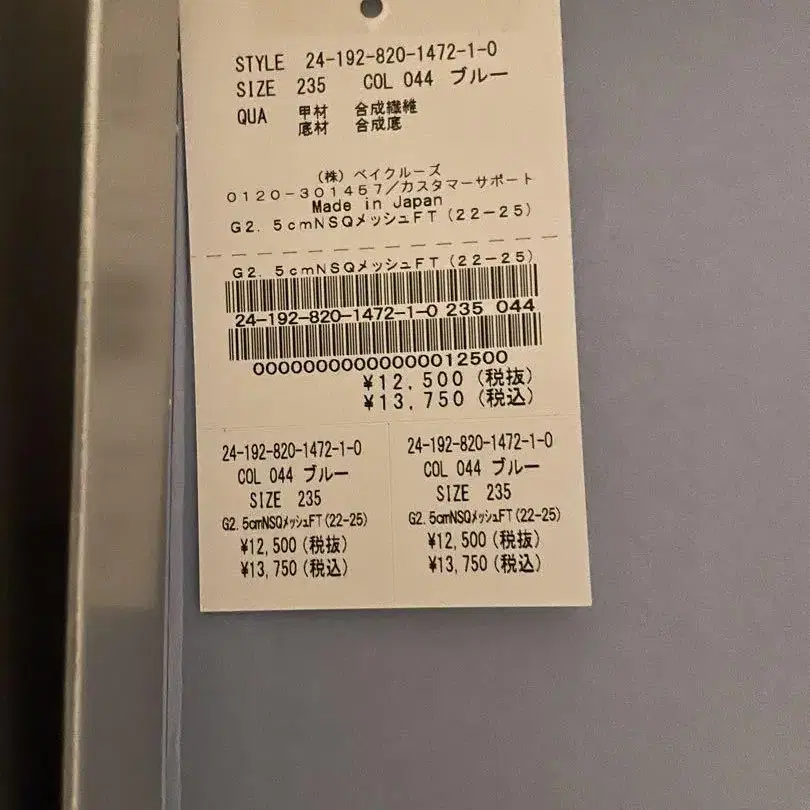 STYLE 24-192-820-1472-1-0
SIZE 235 COL 044 ブルー
QUA 甲材 合成繊維
底材 合成底
(株) ベイクルーズ
0120-301457/カスタマーサポート
Made in Japan
G2.5cmNSQメッシュFT(22-25)
G2.5cmNSQメッシュFT(22-25)
24-192-820-1472-1-0 235 044
00000000000000012500
¥12,500(税抜)
¥13,750(税込)
24-192-820-1472-1-0
COL 044 ブルー
SIZE 235
G2.5cmNSQメッシュFT(22-25)
¥12,500(税抜)
¥13,750(税込)
24-192-820-1472-1-0
COL 044 ブルー
SIZE 235
G2.5cmNSQメッシュFT(22-25)
¥12,500(税抜)
¥13,750(税込)